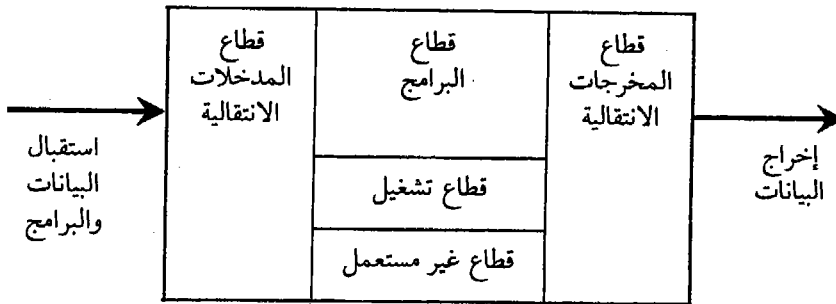 قطاع
المدخلات
الانتقالية
قطاع
البرامج
قطاع
المخرجات
الانتقالية
استقبال
البيانات
والبرامج
قطاع تشغيل
قطاع غير مستعمل
إخراج
البيانات